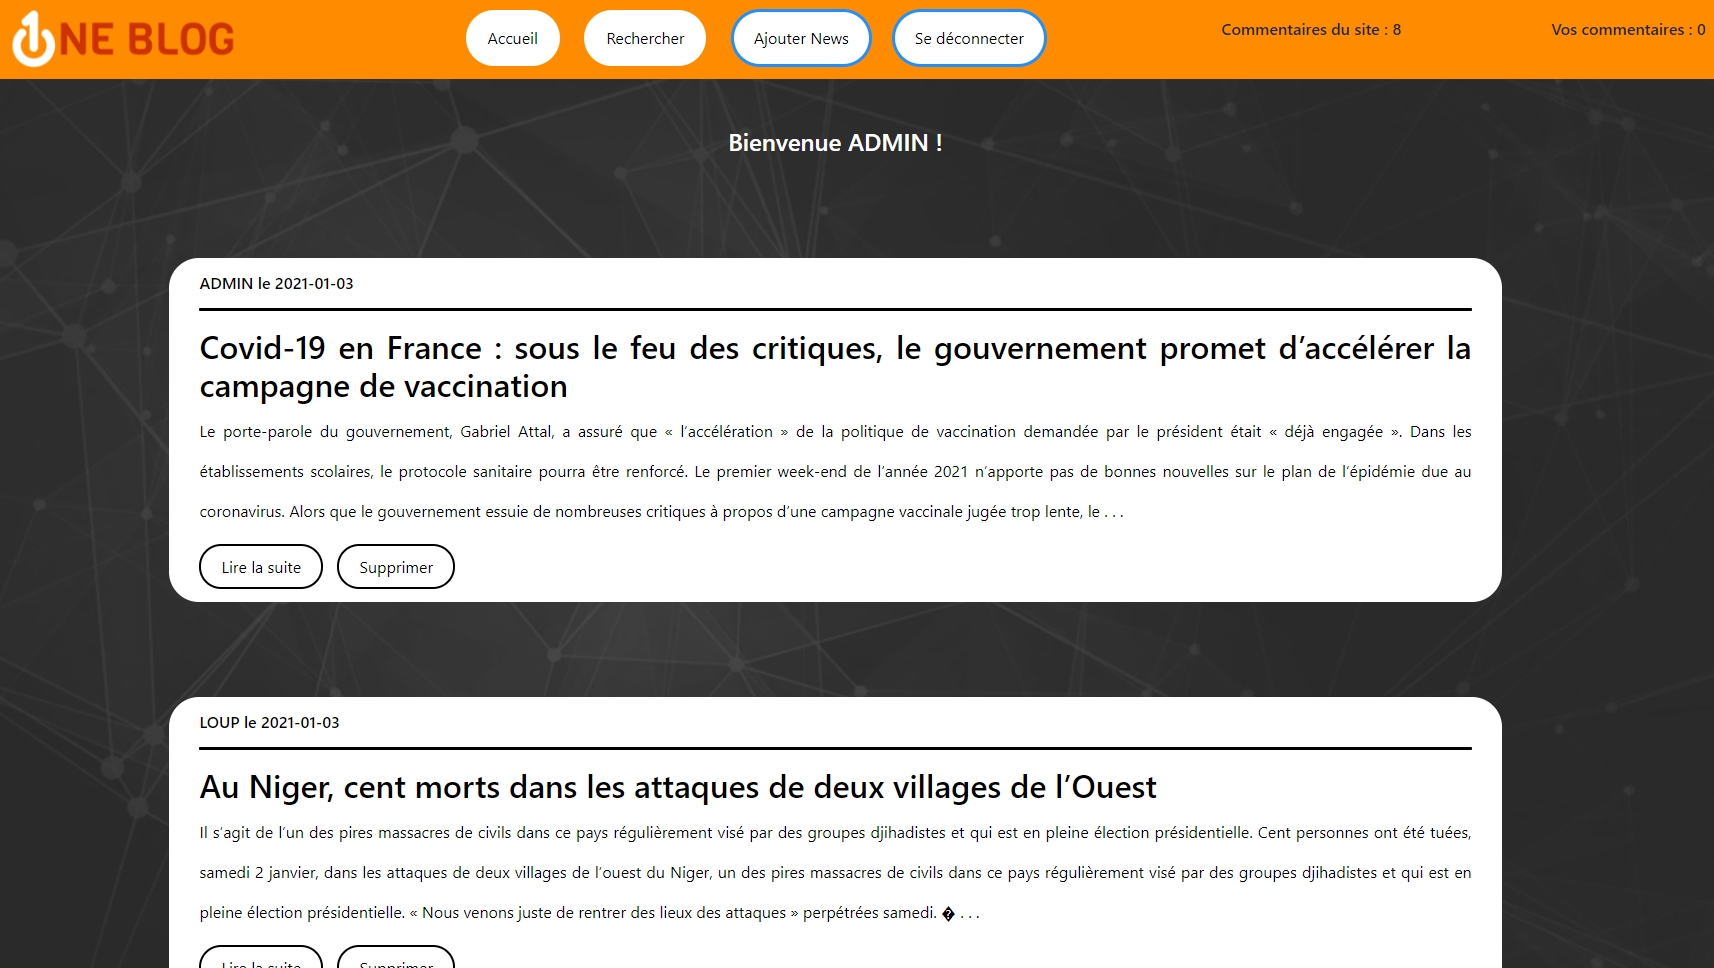 NE BLOG
Accueil
Rechercher
Ajouter News
Se déconnecter
Commentaires du site : 8
Vos commentaires : 0
Bienvenue ADMIN !
ADMIN le 2021-01-03
Covid-19 en France : sous le feu des critiques, le gouvernement promet d’accélérer la
campagne de vaccination
Le porte-parole du gouvernement, Gabriel Attal, a assuré que « l’accélération » de la politique de vaccination demandée par le président était « déjà engagée ». Dans les
établissements scolaires, le protocole sanitaire pourra être renforcé. Le premier week-end de l’année 2021 n’apporte pas de bonnes nouvelles sur le plan de l’épidémie due au
coronavirus. Alors que le gouvernement essuie de nombreuses critiques à propos d’une campagne vaccinale jugée trop lente, le . . .
Lire la suite
Supprimer
LOUP le 2021-01-03
Au Niger, cent morts dans les attaques de deux villages de l’Ouest
Il s’agit de l’un des pires massacres de civils dans ce pays régulièrement visé par des groupes djihadistes et qui est en pleine élection présidentielle. Cent personnes ont été tuées,
samedi 2 janvier, dans les attaques de deux villages de l’ouest du Niger, un des pires massacres de civils dans ce pays régulièrement visé par des groupes djihadistes et qui est en
pleine élection présidentielle. « Nous venons juste de rentrer des lieux des attaques » perpétrées samedi. � . . .
Lire la suite
Supprimer